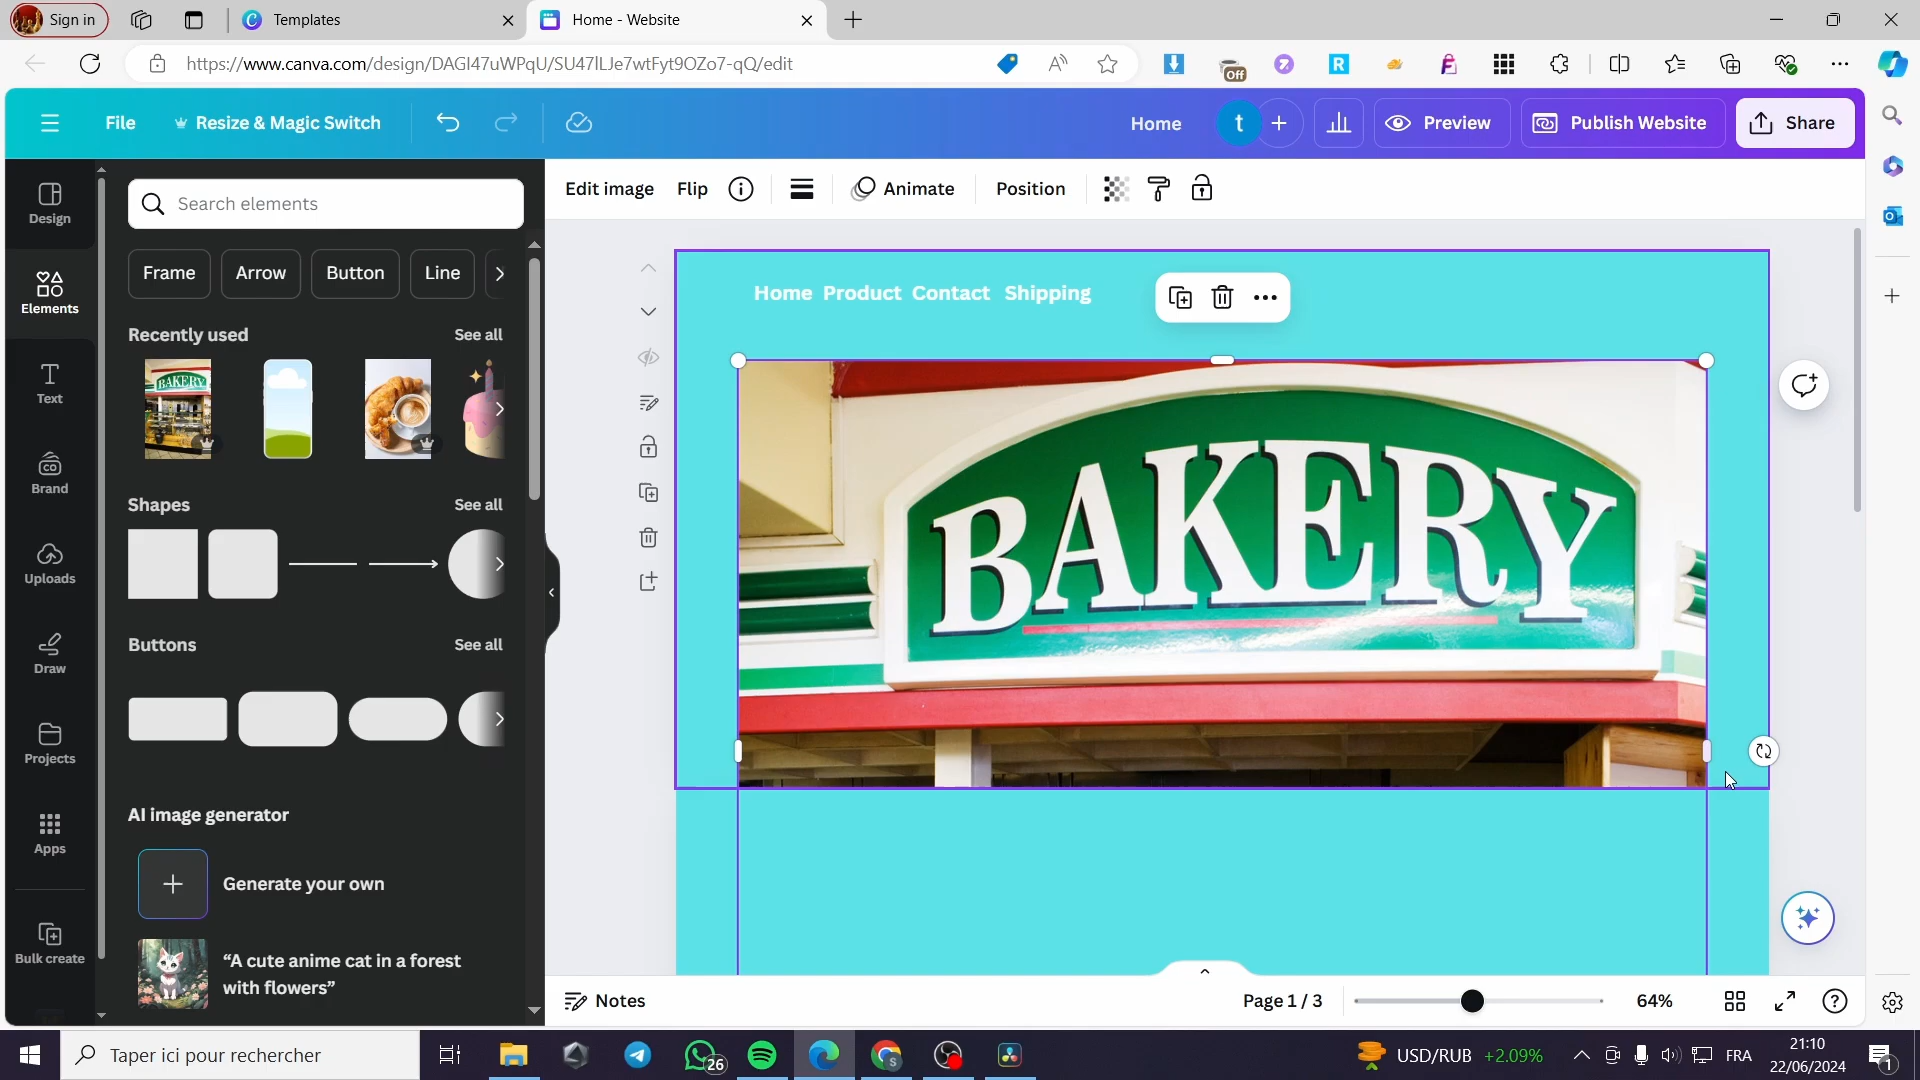 Sign in
Templates
Home - Website
https://www.canva.com/design/DAGI47uWPqU/SU47lLJe7wtFyt9OZo7-qQ/edit
Off
File
Resize & Magic Switch
Home
t
Preview
Publish Website
Share
Design
Elements
Text
Brand
Uploads
Draw
Projects
Apps
Bulk create
Search elements
Frame
Arrow
Button
Line
Recently used
See all
BAKERY
Shapes
See all
Buttons
See all
AI image generator
Generate your own
“A cute anime cat in a forest
with flowers”
Edit image
Flip
Animate
Position
Home Product Contact Shipping
BAKERY
Notes
Page 1 / 3
64%
Taper ici pour rechercher
26
USD/RUB +2.09%
FRA
21:10
22/06/2024
1